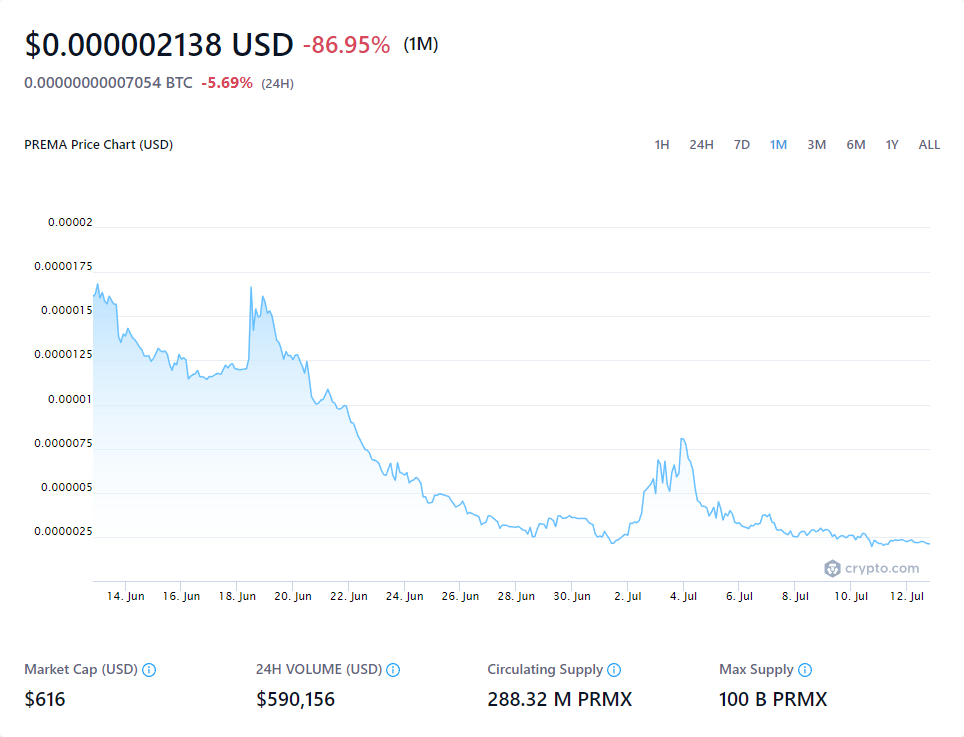 $0.000002138 USD -86.95% (1M)
0.00000000007054 BTC -5.69% (24H)
PREMA Price Chart (USD) 1H 24H 7D 1M 3M 6M 1Y ALL
0.00002
0.0000175
0.000015
0.0000125
0.00001
0.0000075
0.000005
0.0000025
crypto.com
14. Jun 16. Jun 18. Jun 20. Jun 22. Jun 24. Jun 26. Jun 28. Jun 30. Jun 2. Jul 4. Jul 6. Jul 8. Jul 10. Jul 12. Jul
Market Cap (USD) 24H VOLUME (USD) Circulating Supply Max Supply
$616 $590,156 288.32 M PRMX 100 B PRMX